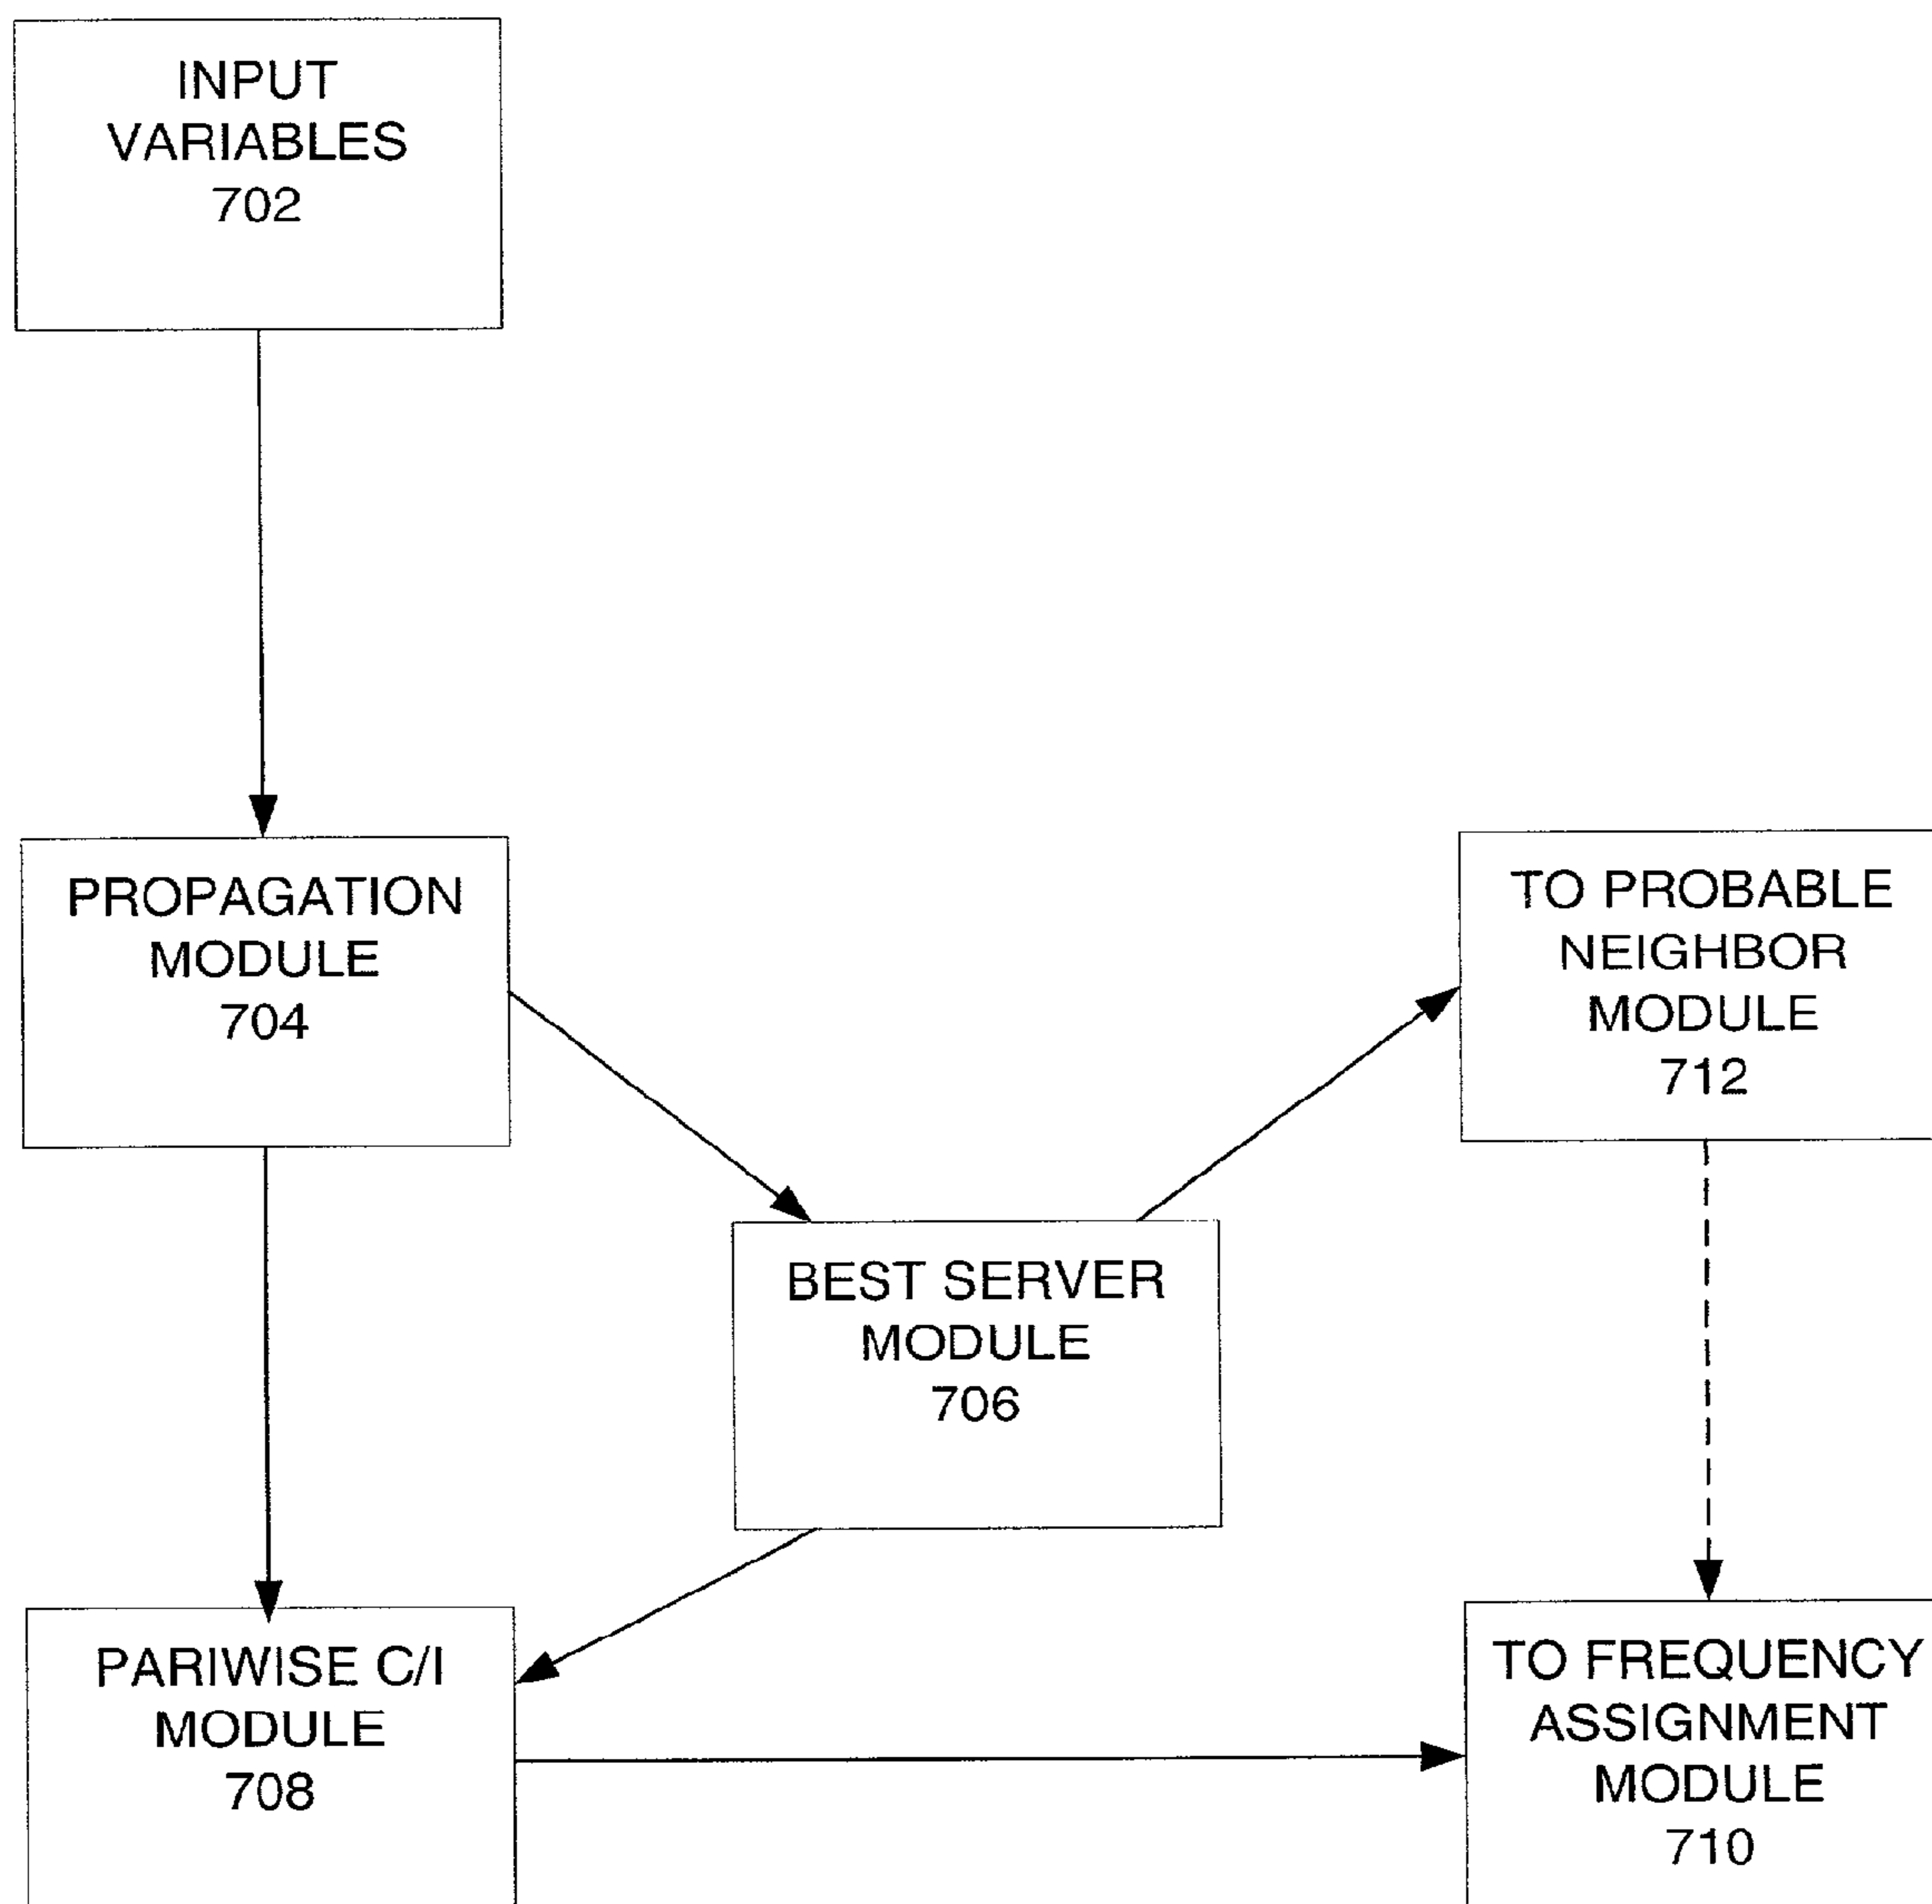 INPUT
VARIABLES
702
PROPAGATION
MODULE
704
TO PROBABLE
NEIGHBOR
MODULE
712
BEST SERVER
MODULE
706
PARIWISE C/I
MODULE
708
TO FREQUENCY
ASSIGNMENT
MODULE
710